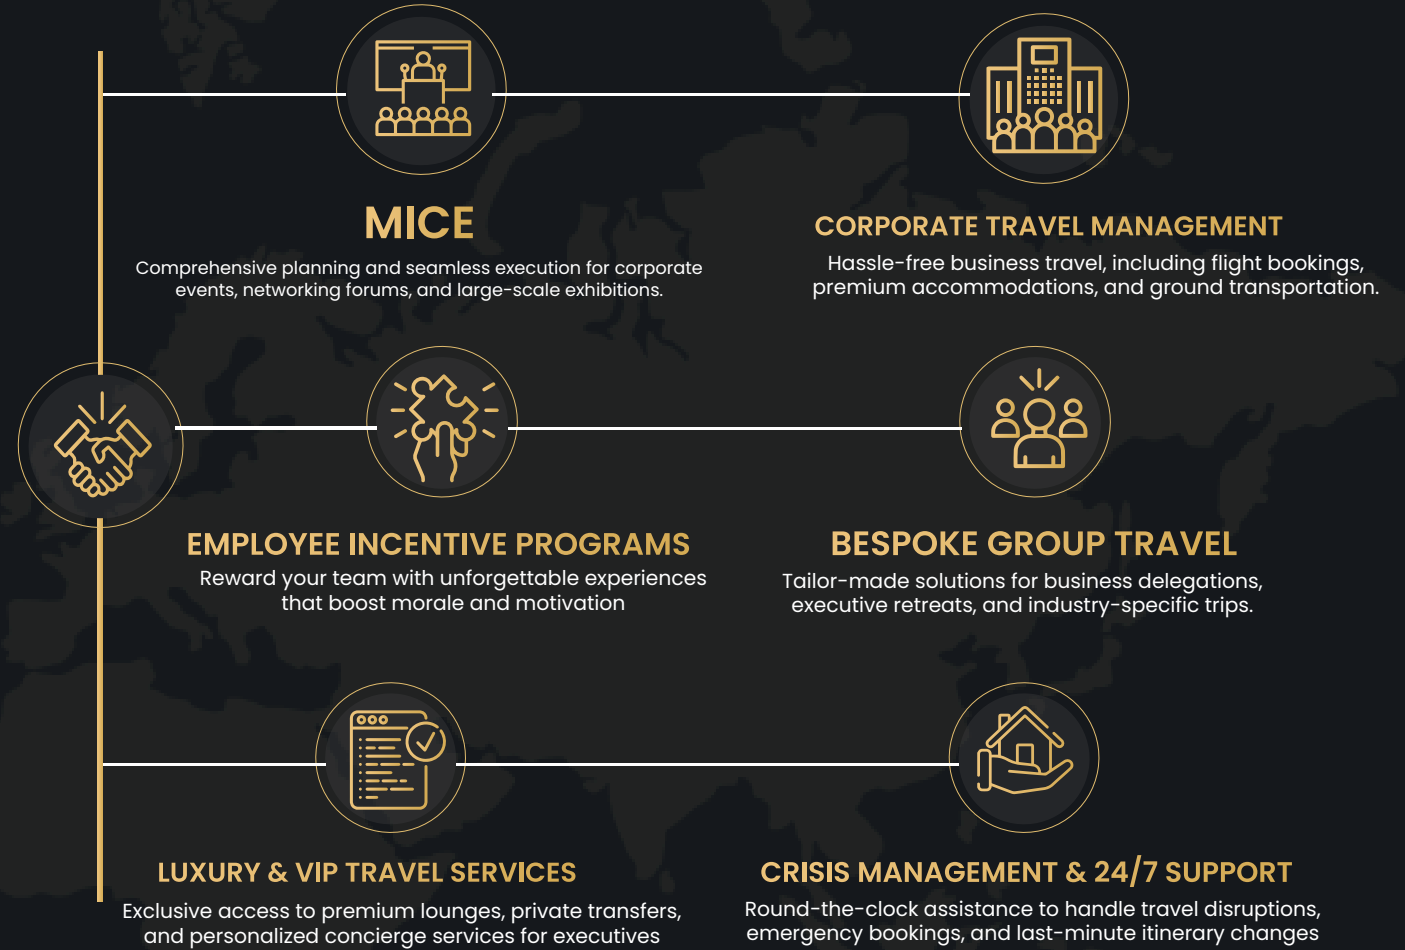 MICE
Comprehensive planning and seamless execution for corporate
events, networking forums, and large-scale exhibitions.
CORPORATE TRAVEL MANAGEMENT
Hassle-free business travel, including flight bookings,
premium accommodations, and ground transportation.
EMPLOYEE INCENTIVE PROGRAMS
Reward your team with unforgettable experiences
that boost morale and motivation
BESPOKE GROUP TRAVEL
Tailor-made solutions for business delegations,
executive retreats, and industry-specific trips.
LUXURY & VIP TRAVEL SERVICES
Exclusive access to premium lounges, private transfers,
and personalized concierge services for executives
CRISIS MANAGEMENT & 24/7 SUPPORT
Round-the-clock assistance to handle travel disruptions,
emergency bookings, and last-minute itinerary changes